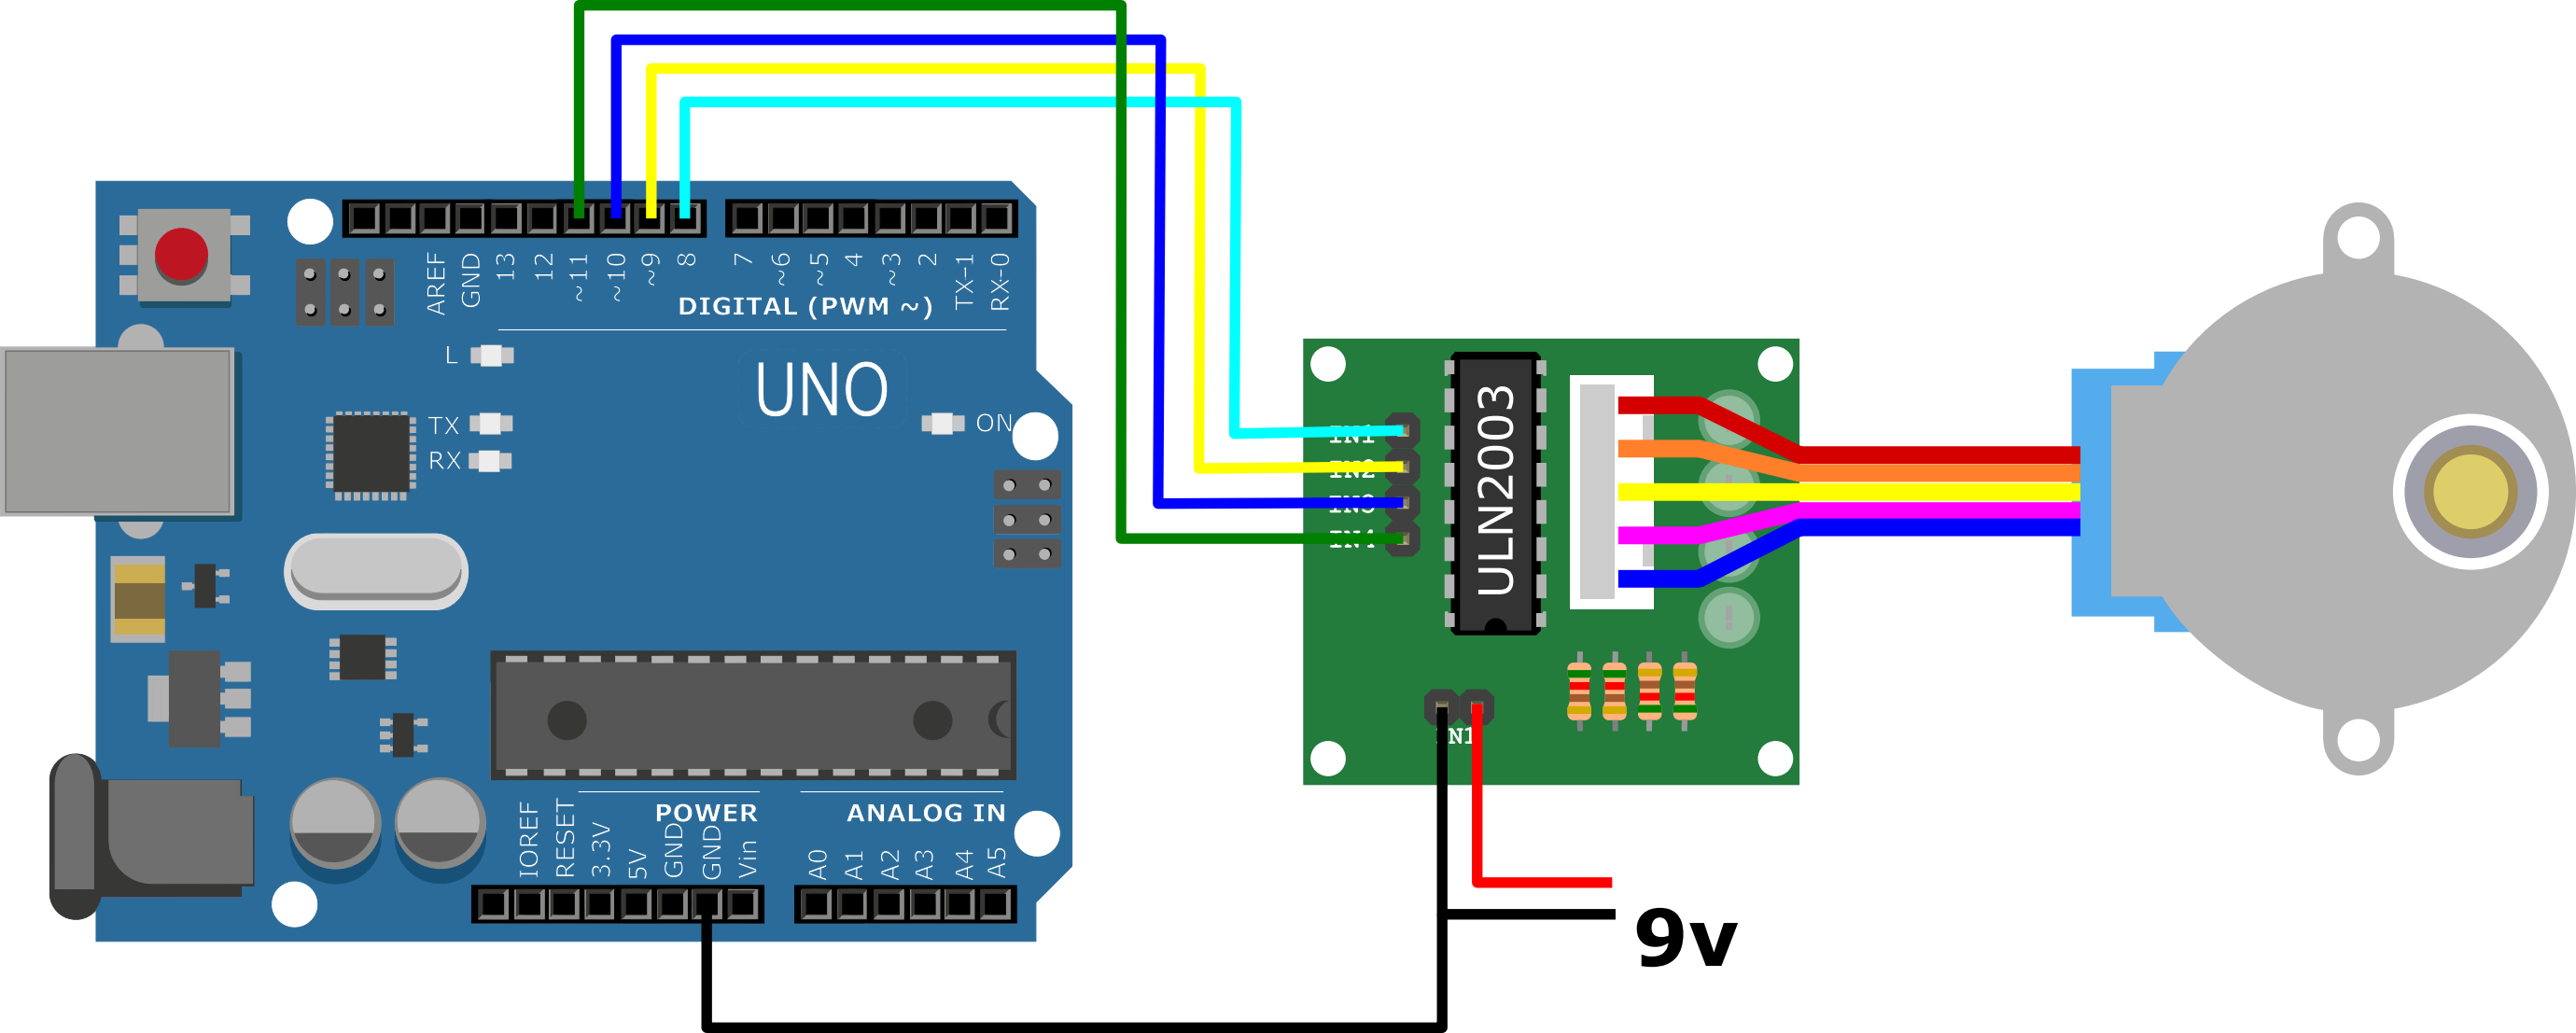 AREF
GND
13
12
~11
~10
~9
8
7
~6
~5
4
~3
2
TX-1
RX-0
DIGITAL (PWM ~)
L
TX
RX
UNO
ON
IN1
IN2
IN3
IN4
ULN2003
IOREF
RESET
3.3V
5V
GND
GND
Vin
POWER
ANALOG IN
A0
A1
A2
A3
A4
A5
9v